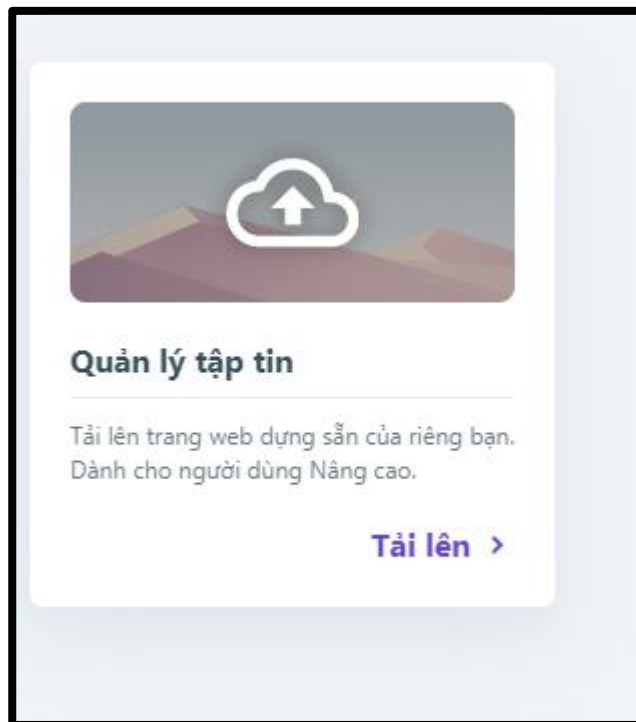 Quản lý tập tin
Tải lên trang web dựng sẵn của riêng bạn.
Dành cho người dùng Nâng cao.
Tải lên